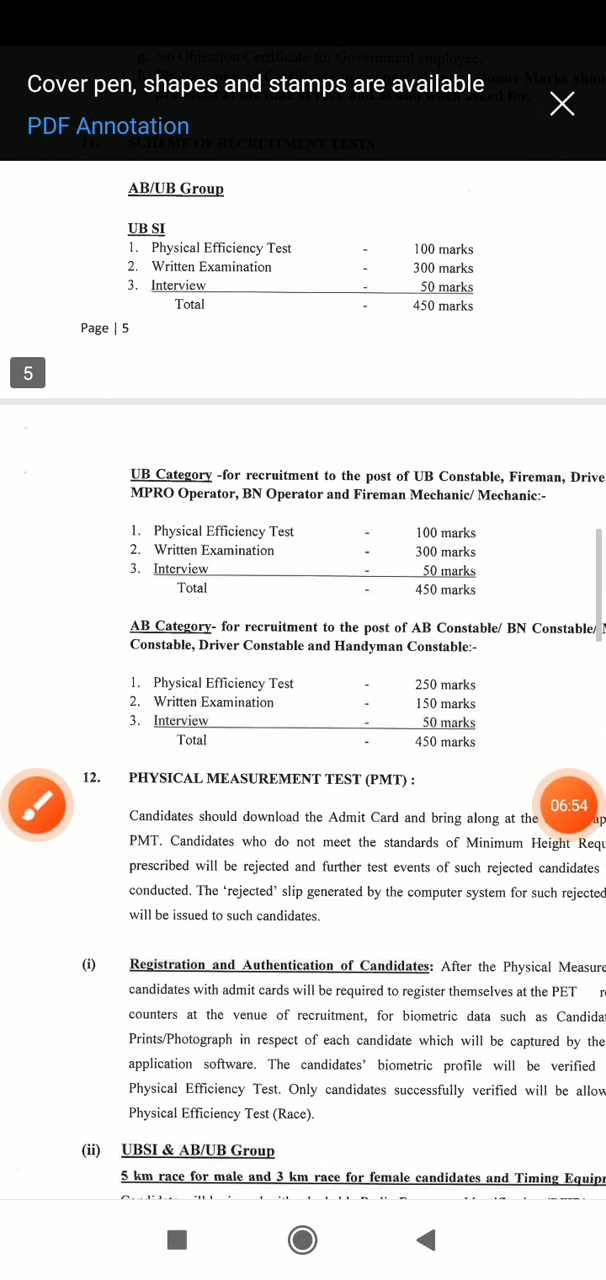 g. No Objection Certificate for Government employee.
Cover pen, shapes and stamps are available
PDF Annotation
11. SCHEME OF RECRUITMENT TESTS
AB/UB Group
UB SI
1. Physical Efficiency Test - 100 marks
2. Written Examination - 300 marks
3. Interview - 50 marks
Total - 450 marks
Page | 5
5
UB Category -for recruitment to the post of UB Constable, Fireman, Drive
MPRO Operator, BN Operator and Fireman Mechanic/ Mechanic:-
1. Physical Efficiency Test - 100 marks
2. Written Examination - 300 marks
3. Interview - 50 marks
Total - 450 marks
AB Category- for recruitment to the post of AB Constable/ BN Constable/
Constable, Driver Constable and Handyman Constable:-
1. Physical Efficiency Test - 250 marks
2. Written Examination - 150 marks
3. Interview - 50 marks
Total - 450 marks
12. PHYSICAL MEASUREMENT TEST (PMT) :
06:54
Candidates should download the Admit Card and bring along at the
PMT. Candidates who do not meet the standards of Minimum Height Requ
prescribed will be rejected and further test events of such rejected candidates
conducted. The ‘rejected’ slip generated by the computer system for such rejected
will be issued to such candidates.
(i) Registration and Authentication of Candidates: After the Physical Measure
candidates with admit cards will be required to register themselves at the PET
counters at the venue of recruitment, for biometric data such as Candida
Prints/Photograph in respect of each candidate which will be captured by the
application software. The candidates’ biometric profile will be verified
Physical Efficiency Test. Only candidates successfully verified will be allow
Physical Efficiency Test (Race).
(ii) UBSI & AB/UB Group
5 km race for male and 3 km race for female candidates and Timing Equip